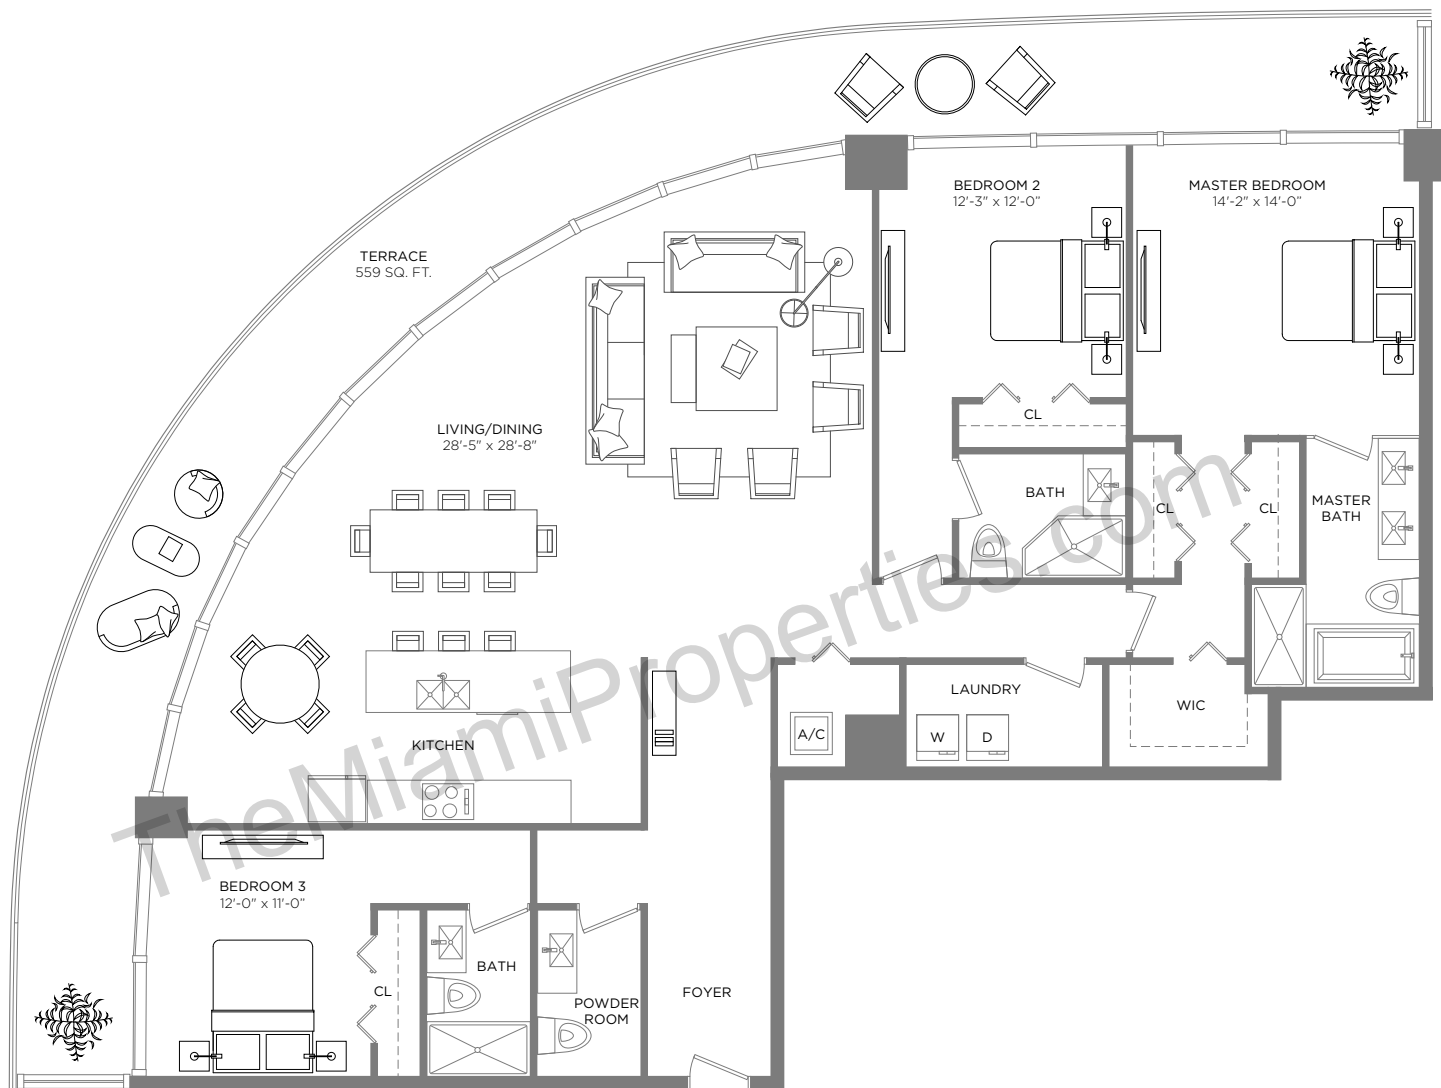 BEDROOM 2
12'-3" x 12'-0"
MASTER BEDROOM
14'-2" x 14'-0"
TERRACE
559 SQ. FT.
LIVING/DINING
28'-5" x 28'-8"
CL
BATH
CL
CL
MASTER
BATH
TheMiamiProperties.com
LAUNDRY
WIC
A/C
W
D
KITCHEN
BEDROOM 3
12'-0" x 11'-0"
BATH
CL
POWDER
ROOM
FOYER